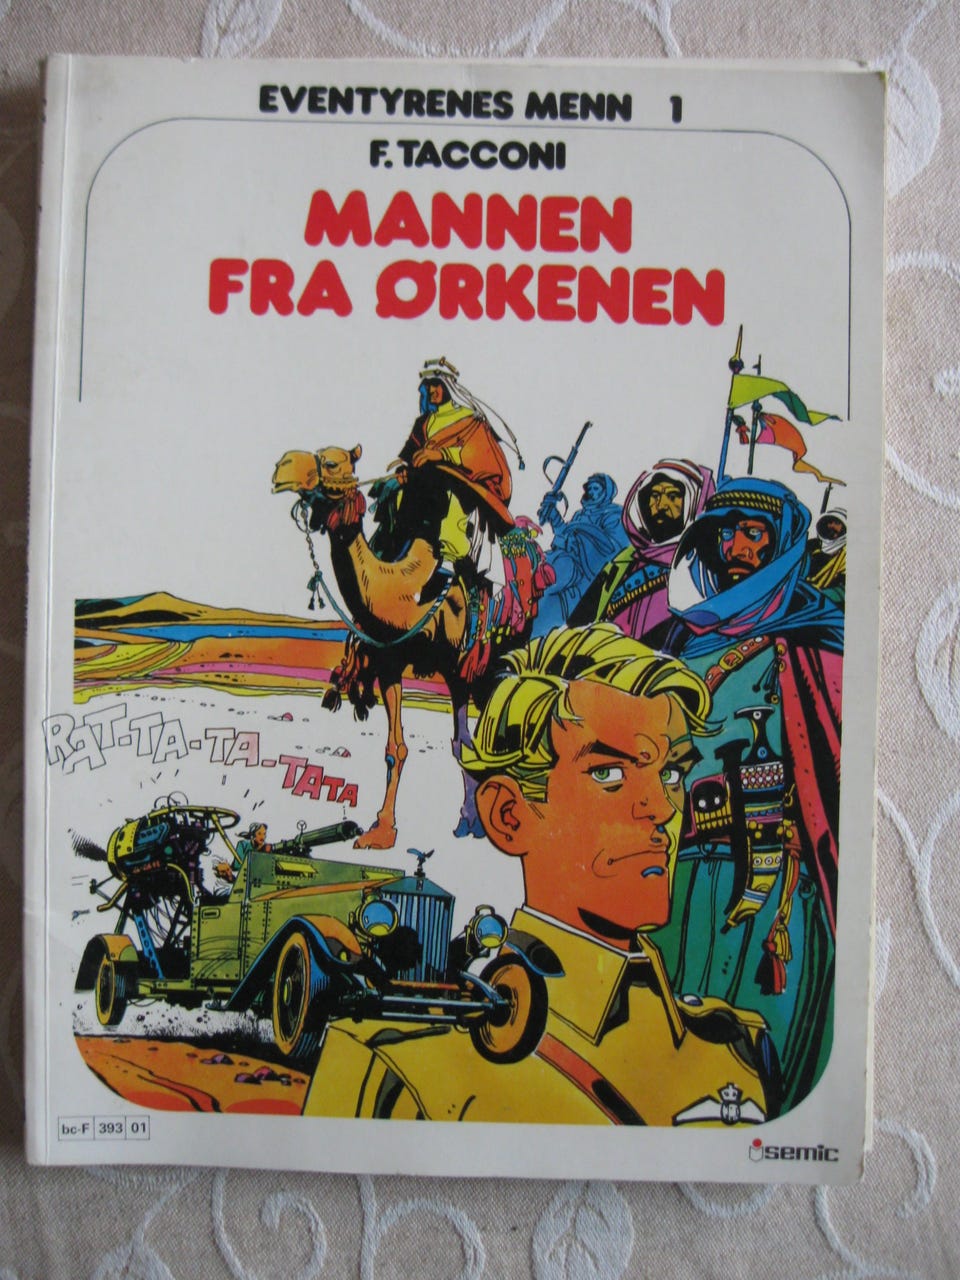 EVENTYRENES MENN 1
F. TACCONI
MANNEN
FRA ØRKENEN
RAT-TA-TA-TATA
bc-F 393 01
semic